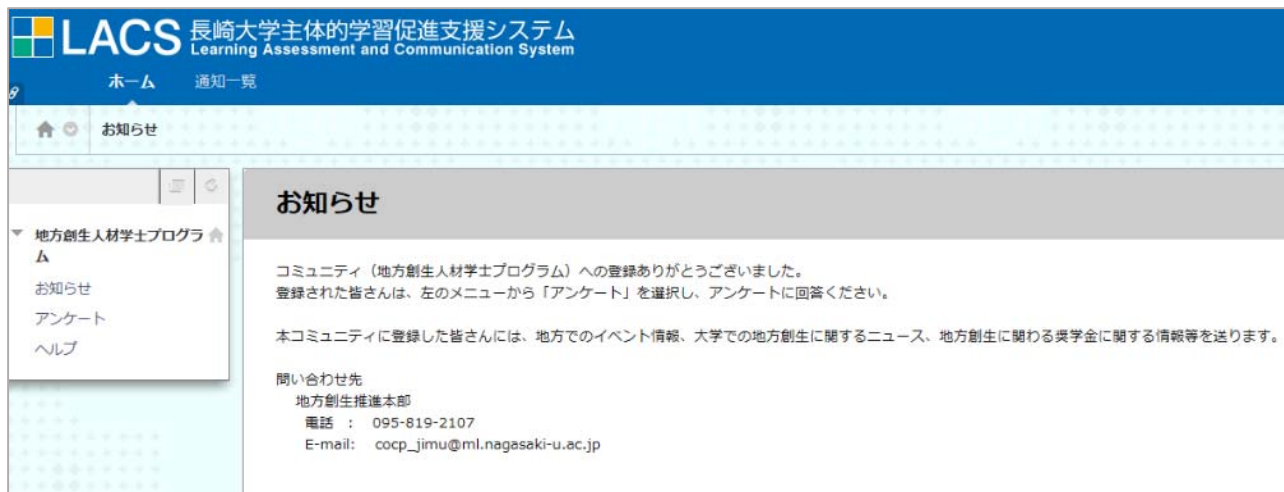 LACS 長崎大学主体的学習促進支援システム
Learning Assessment and Communication System
ホーム 通知一覧
お知らせ
地方創生人材学士プログラ
ム
お知らせ
アンケート
ヘルプ
お知らせ
コミュニティ（地方創生人材学士プログラム）への登録ありがとうございました。
登録された皆さんは、左のメニューから「アンケート」を選択し、アンケートに回答ください。
本コミュニティに登録した皆さんには、地方でのイベント情報、大学での地方創生に関するニュース、地方創生に関わる奨学金に関する情報等を送ります。
問い合わせ先
地方創生推進本部
電話 ： 095-819-2107
E-mail: cocp_jimu@ml.nagasaki-u.ac.jp